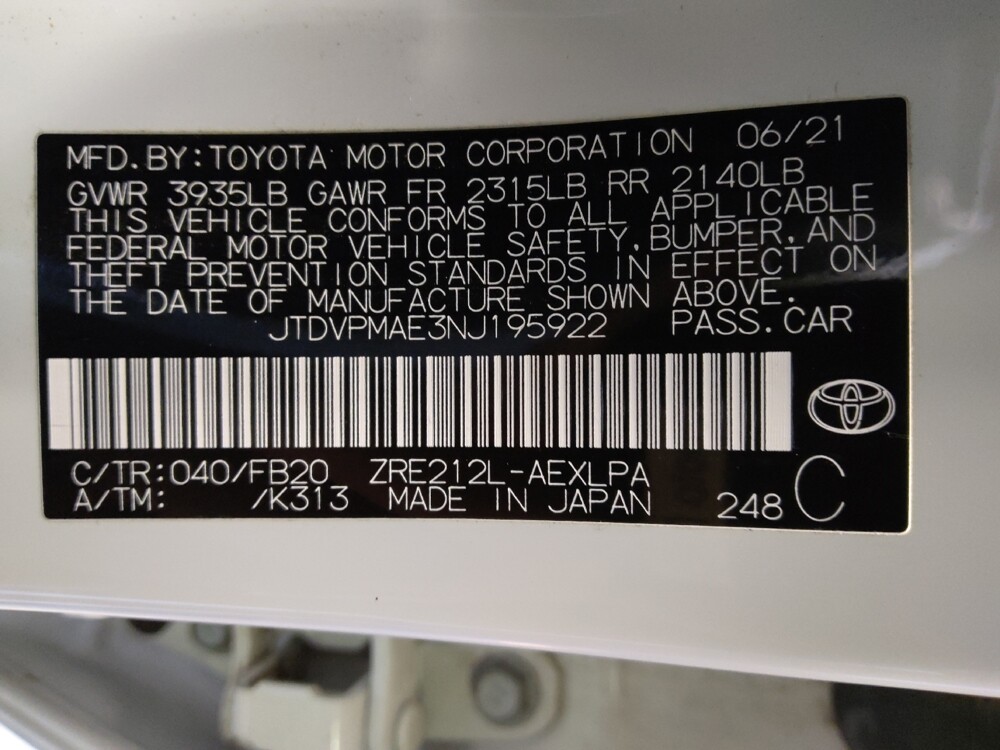 MFD.BY:TOYOTA MOTOR CORPORATION 06/21
GVWR 3935LB GAWR FR 2315LB RR 2140LB
THIS VEHICLE CONFORMS TO ALL APPLICABLE
FEDERAL MOTOR VEHICLE SAFETY,BUMPER,AND
THEFT PREVENTION STANDARDS IN EFFECT ON
THE DATE OF MANUFACTURE SHOWN ABOVE.
JTDVPMAE3NJ195922 PASS.CAR
C/TR:040/FB20 ZRE212L-AEXLPA
A/TM: /K313 MADE IN JAPAN 248 C